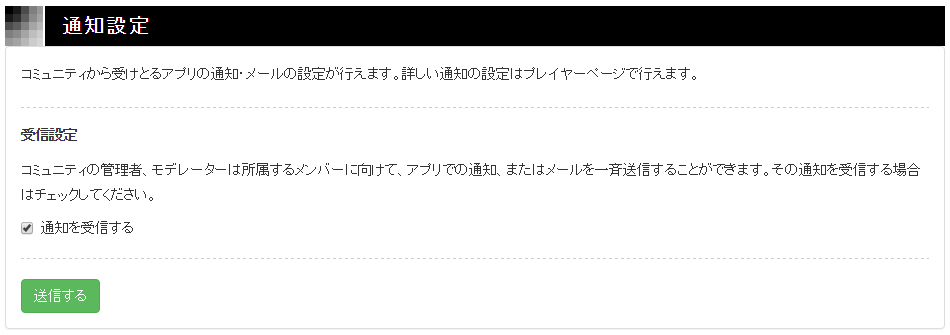 通知設定
コミュニティから受けとるアプリの通知・メールの設定が行えます。詳しい通知の設定はプレイヤーページで行えます。
受信設定
コミュニティの管理者、モデレーターは所属するメンバーに向けて、アプリでの通知、またはメールを一斉送信することができます。その通知を受信する場合
はチェックしてください。
通知を受信する
送信する